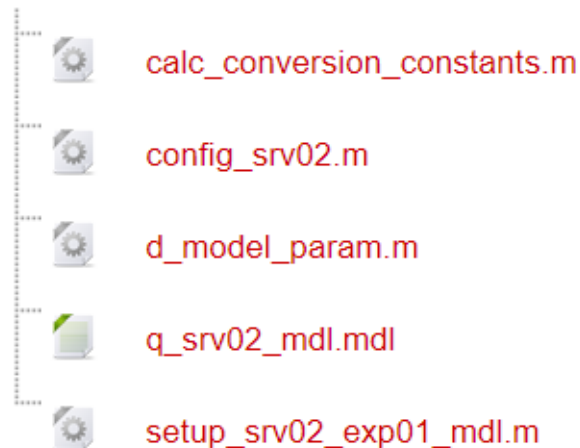 calc_conversion_constants.m
config_srv02.m
d_model_param.m
q_srv02_mdl.mdl
setup_srv02_exp01_mdl.m